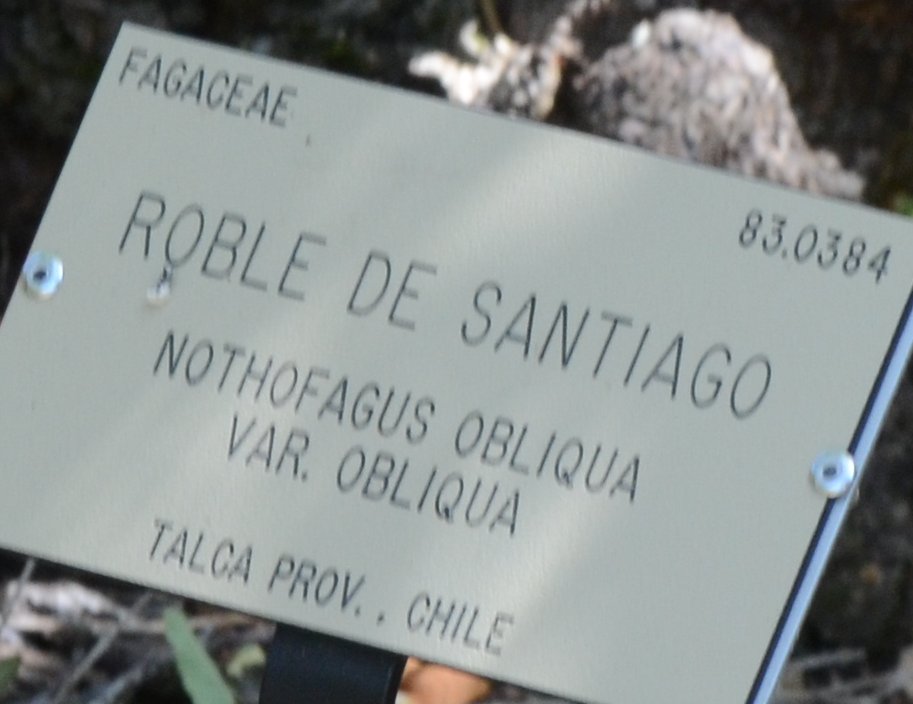 FAGACEAE
83.0384
ROBLE DE SANTIAGO
NOTHOFAGUS OBLIQUA
VAR. OBLIQUA
TALCA PROV. , CHILE